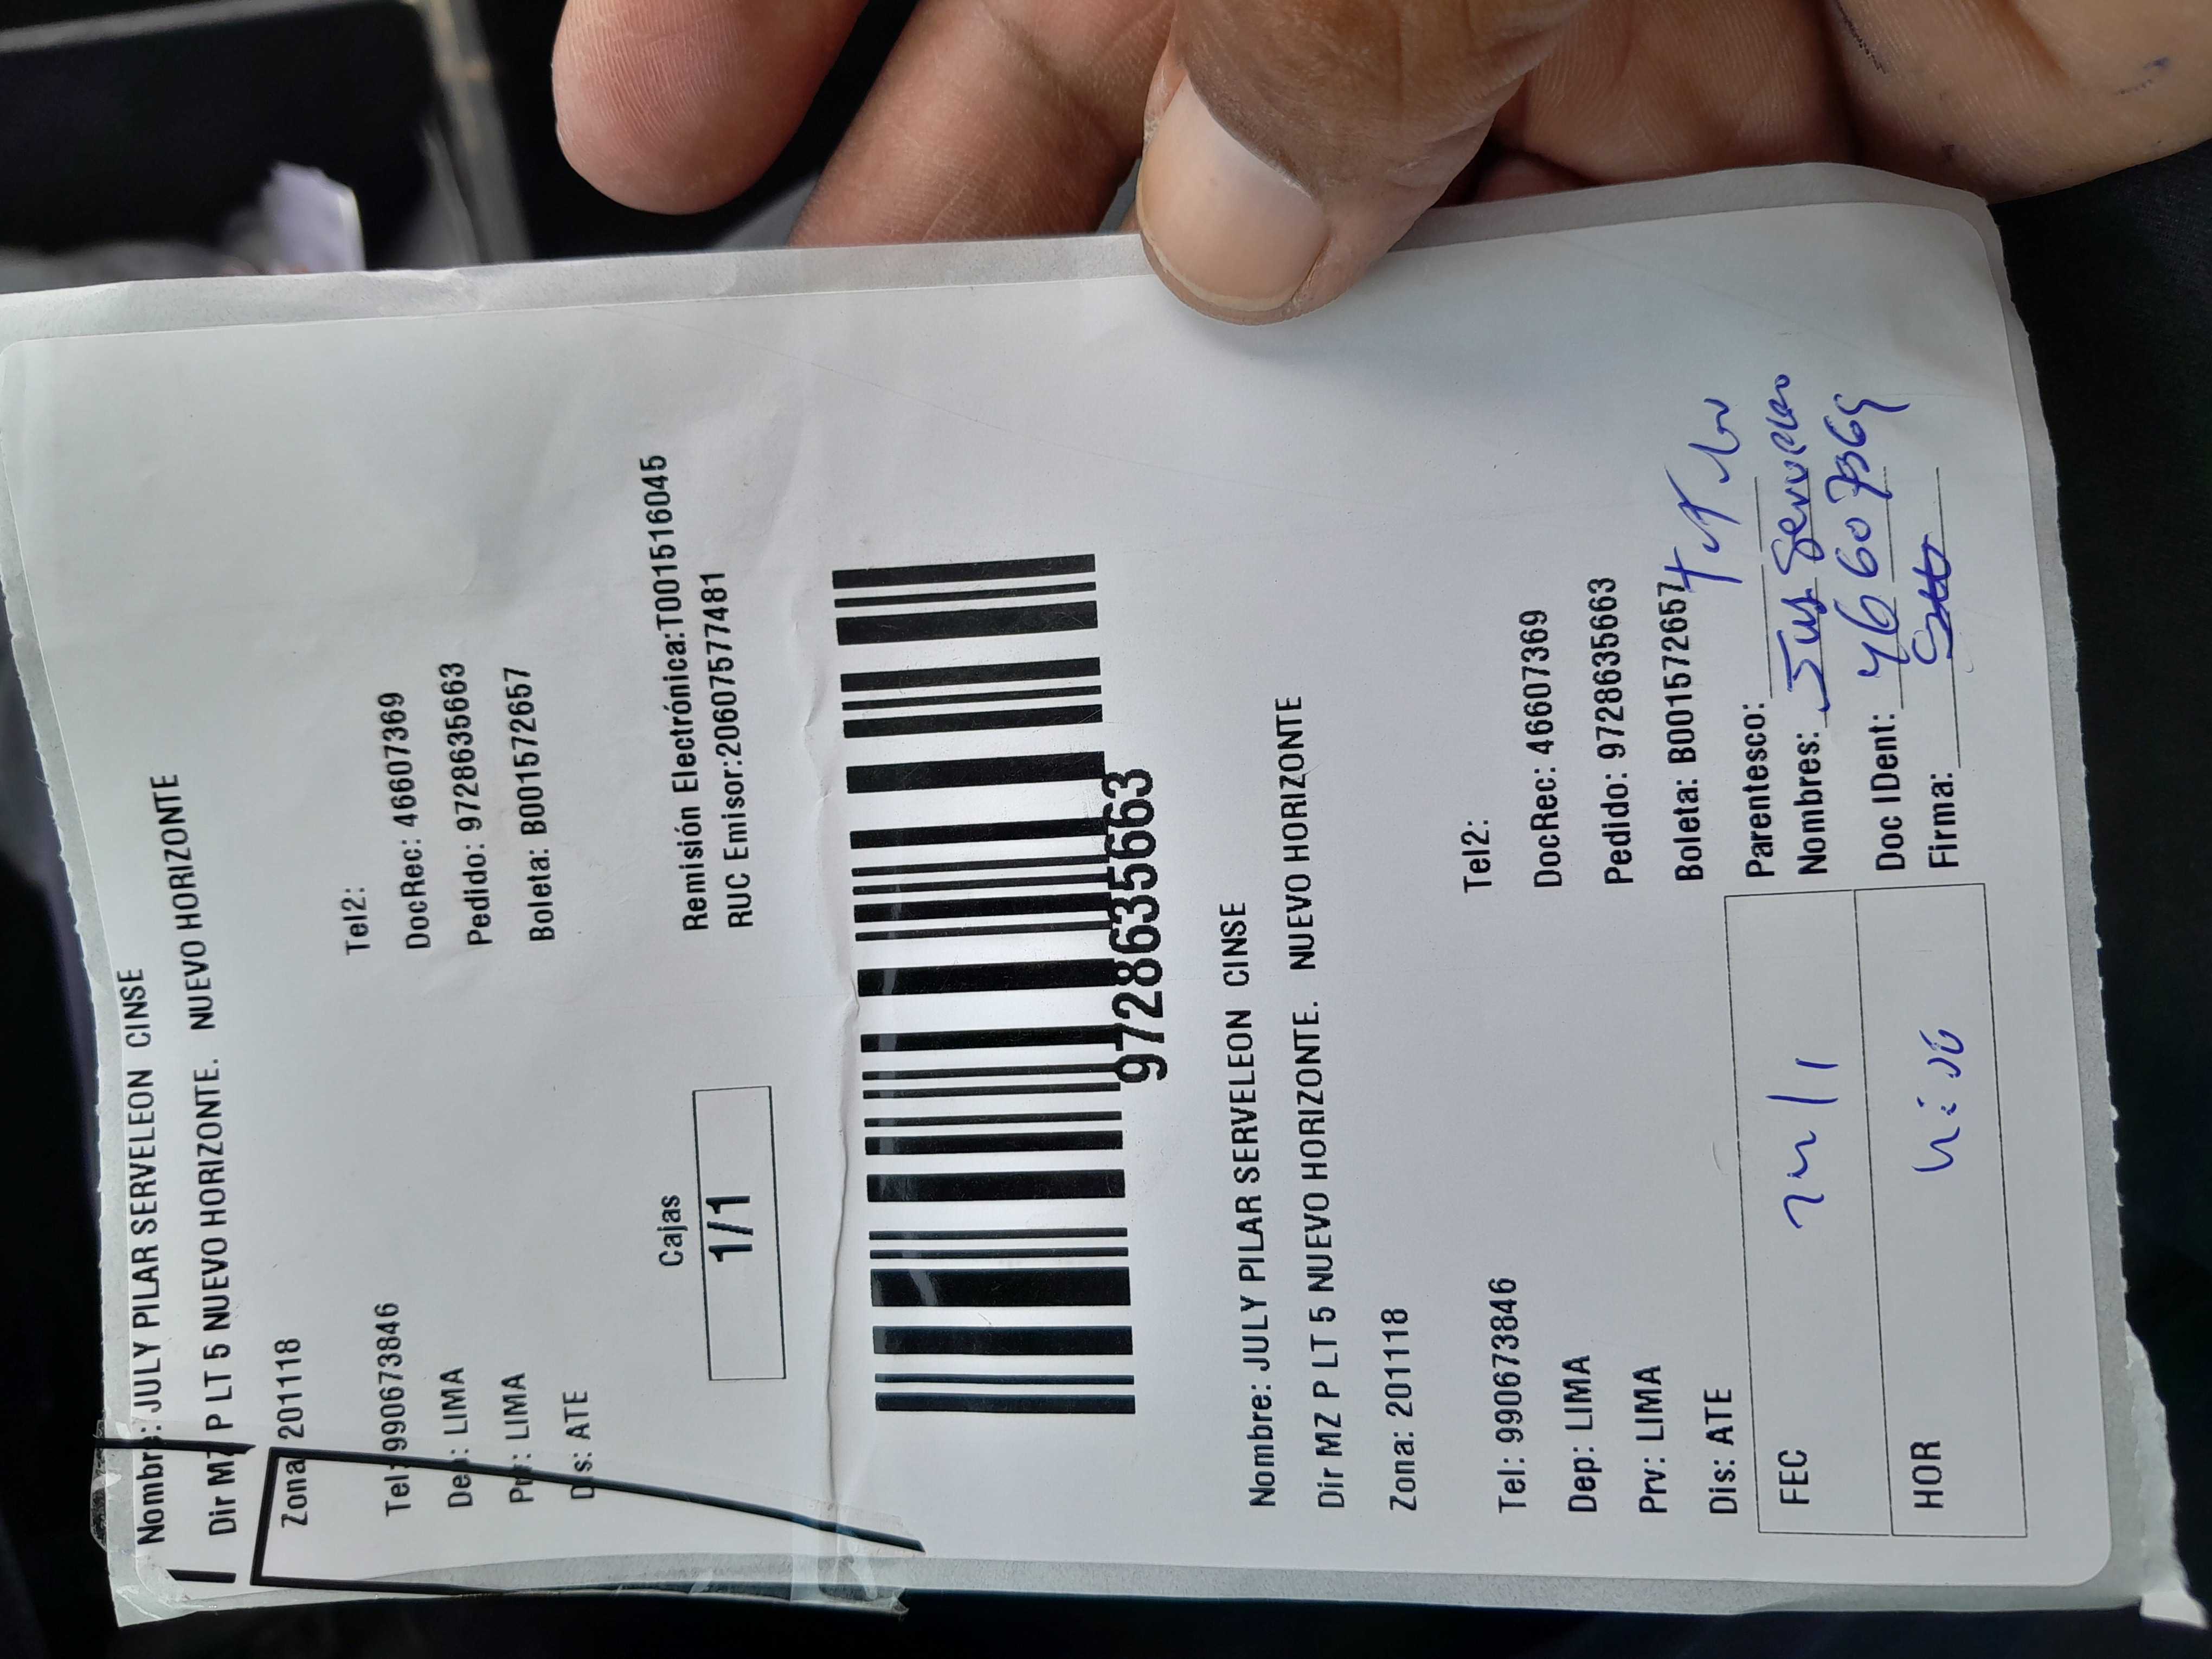 Nombre: JULY PILAR SERVELEON CINSE
Dir MZ P LT 5 NUEVO HORIZONTE. NUEVO HORIZONTE
Zona: 201118
Tel: 990673846 Tel2:
Dep: LIMA DocRec: 46607369
Prv: LIMA Pedido: 9728635663
Dis: ATE Boleta: B001572657
Cajas
1/1
Remisión Electrónica:T001516045
RUC Emisor:20607577481
9728635663
Nombre: JULY PILAR SERVELEON CINSE
Dir MZ P LT 5 NUEVO HORIZONTE. NUEVO HORIZONTE
Zona: 201118
Tel: 990673846 Tel2:
Dep: LIMA DocRec: 46607369
Prv: LIMA Pedido: 9728635663
Dis: ATE Boleta: B001572657
FEC
HOR
Parentesco:
Nombres:
Doc IDent: 46607369
Firma: